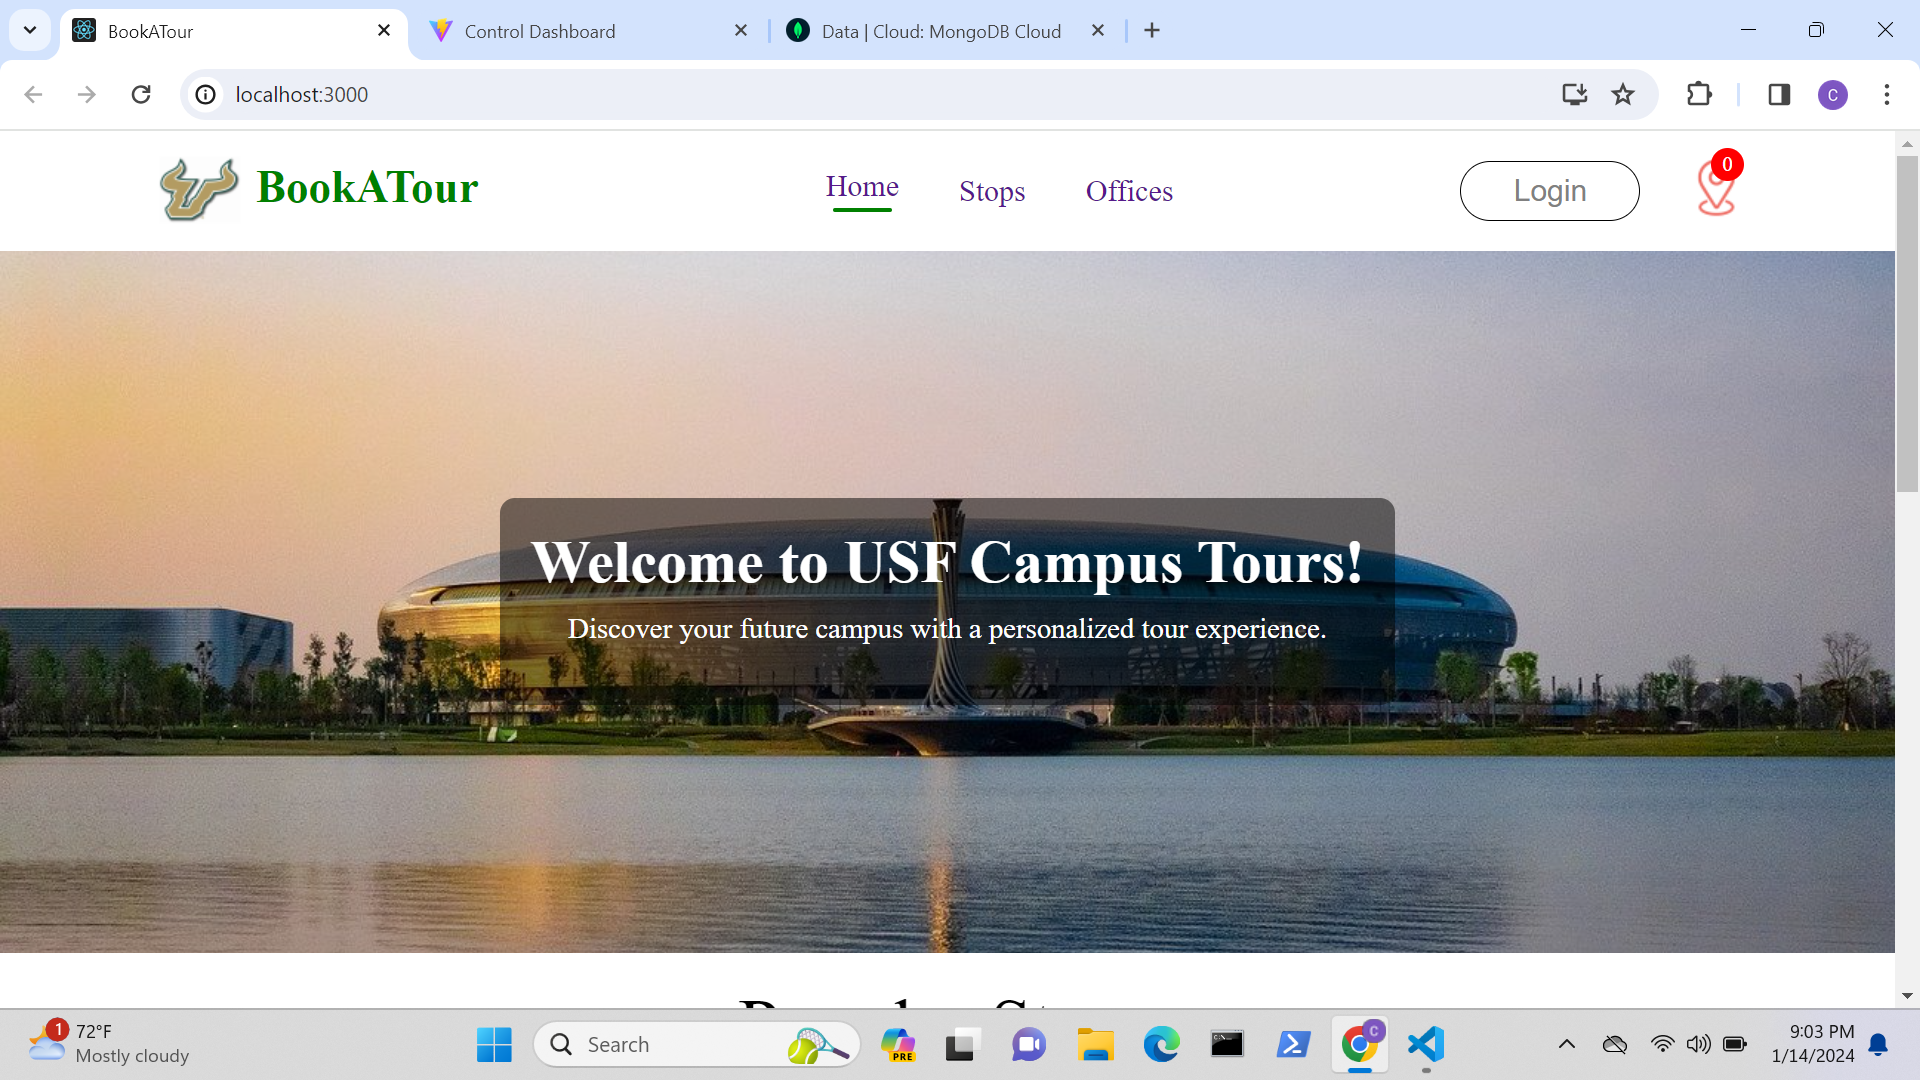 BookATour
Control Dashboard
Data | Cloud: MongoDB Cloud
localhost:3000
C
BookATour
Home
Stops
Offices
Login
0
Welcome to USF Campus Tours!
Discover your future campus with a personalized tour experience.
1
72°F
Mostly cloudy
Search
PRE
C
9:03 PM
1/14/2024